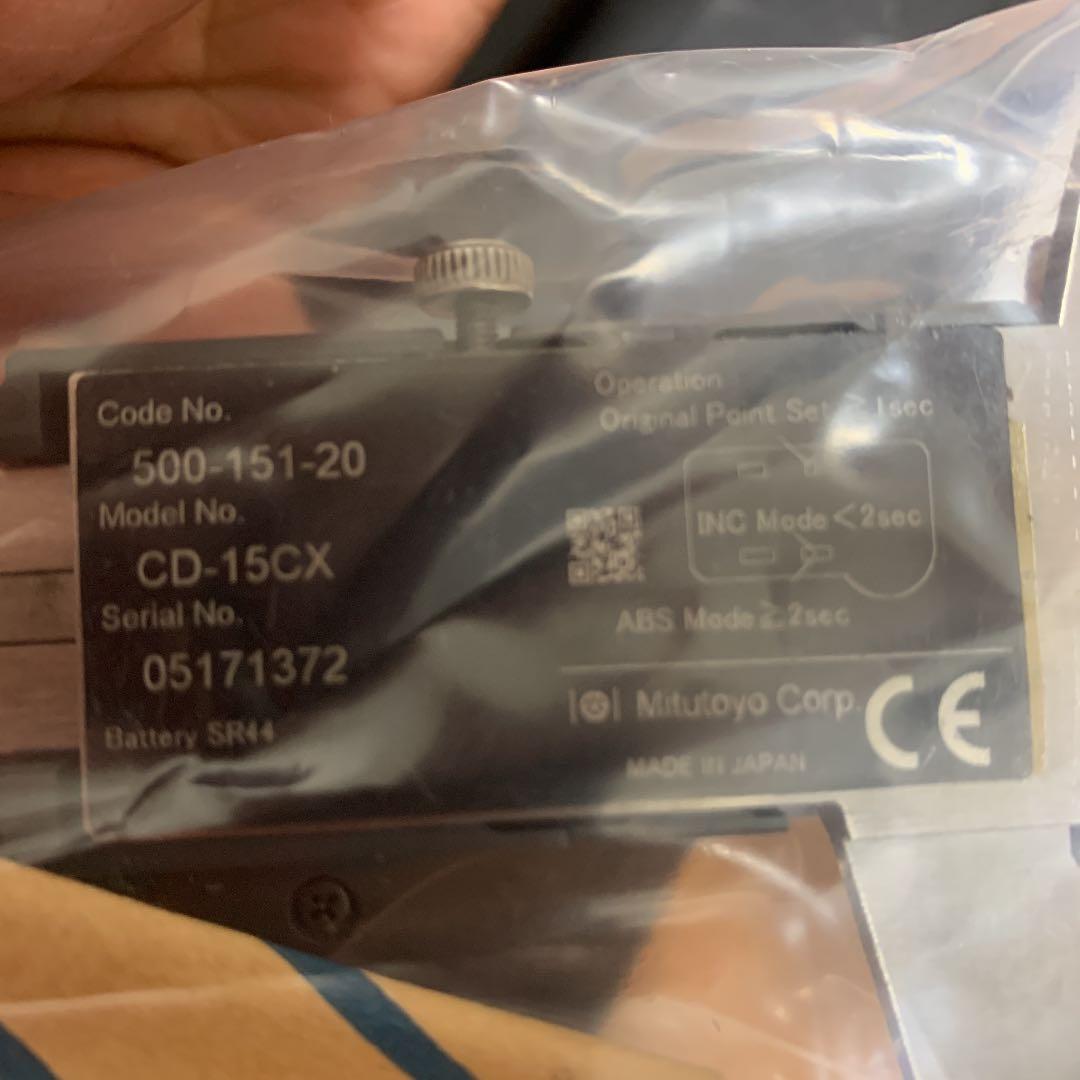 Code No.
500-151-20
Model No.
CD-15CX
Serial No.
05171372
Battery SR44
Operation
Original Point Set ≧1sec
INC Mode<2sec
ABS Mode≧2sec
Mitutoyo Corp.
CE
MADE IN JAPAN